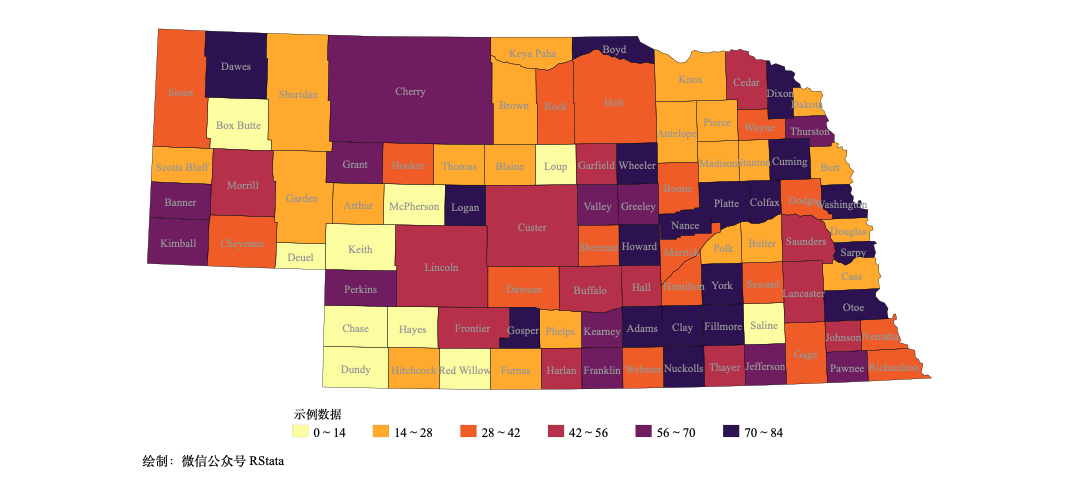 Boyd
Keya Paha
Dawes
Sioux
Sheridan
Cherry
Knox
Cedar
Dixon
Dakota
Box Butte
Brown
Rock
Holt
Antelope
Pierce
Wayne
Thurston
Scotts Bluff
Grant
Hooker
Thomas
Blaine
Loup
Garfield
Wheeler
Madison
Stanton
Cuming
Burt
Morrill
Banner
Garden
Arthur
McPherson
Logan
Valley
Greeley
Boone
Platte
Colfax
Dodge
Washington
Custer
Nance
Kimball
Cheyenne
Deuel
Keith
Sherman
Howard
Merrick
Polk
Butler
Saunders
Douglas
Sarpy
Lincoln
Perkins
Dawson
Buffalo
Hall
Hamilton
York
Seward
Lancaster
Cass
Otoe
Chase
Hayes
Frontier
Gosper
Phelps
Kearney
Adams
Clay
Fillmore
Saline
Johnson
Nemaha
Gage
Dundy
Hitchcock
Red Willow
Furnas
Harlan
Franklin
Webster
Nuckolls
Thayer
Jefferson
Pawnee
Richardson
示例数据
0 ~ 14 14 ~ 28 28 ~ 42 42 ~ 56 56 ~ 70 70 ~ 84
绘制：微信公众号 RStata